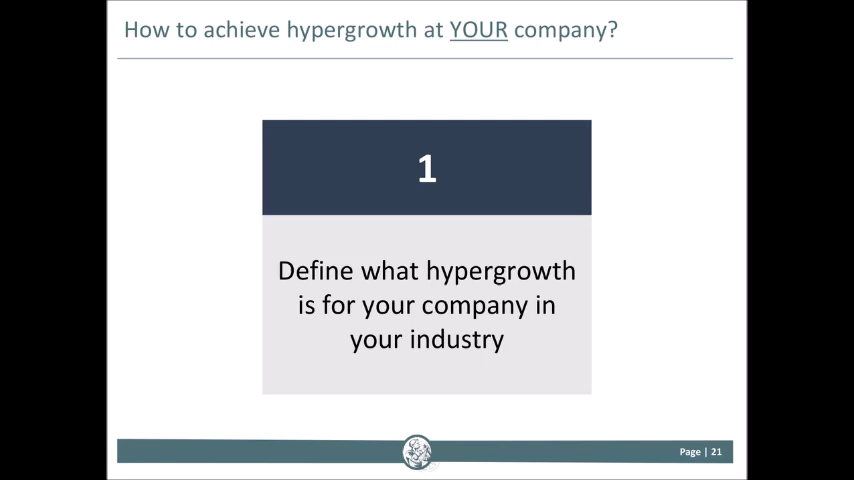 How to achieve hypergrowth at YOUR company?
1
Define what hypergrowth
is for your company in
your industry
Page | 21